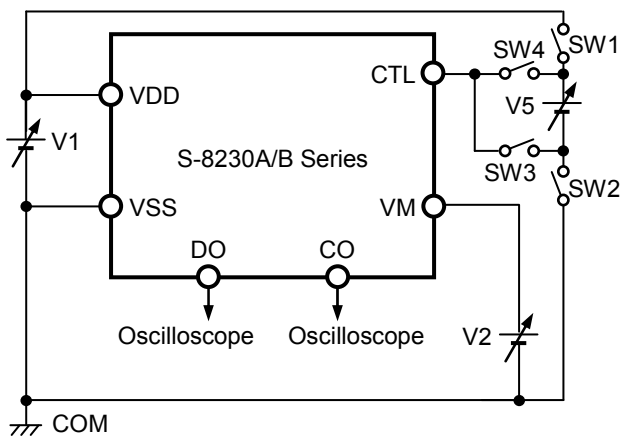 SW1
SW4
CTL
VDD
V5
V1
S-8230A/B Series
SW3
SW2
VSS
VM
DO
CO
Oscilloscope
Oscilloscope
V2
COM